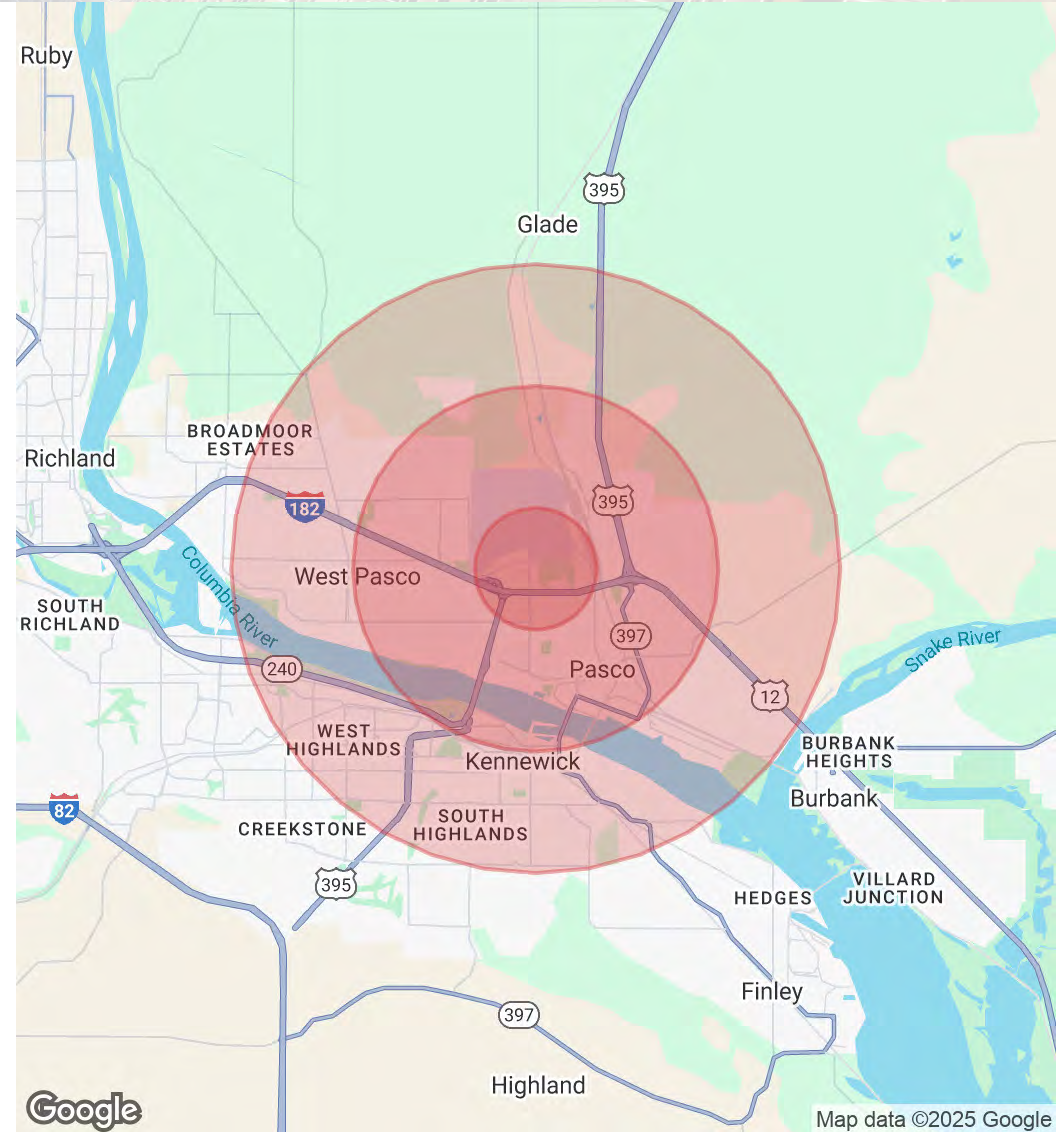 Ruby
395
Glade
BROADMOOR
ESTATES
Richland
182
395
Columbia River
West Pasco
SOUTH
RICHLAND
397
Snake River
240
Pasco
12
WEST
HIGHLANDS
BURBANK
HEIGHTS
Kennewick
82
Burbank
CREEKSTONE
SOUTH
HIGHLANDS
395
VILLARD
JUNCTION
HEDGES
Finley
397
Highland
Google
Map data ©2025 Google